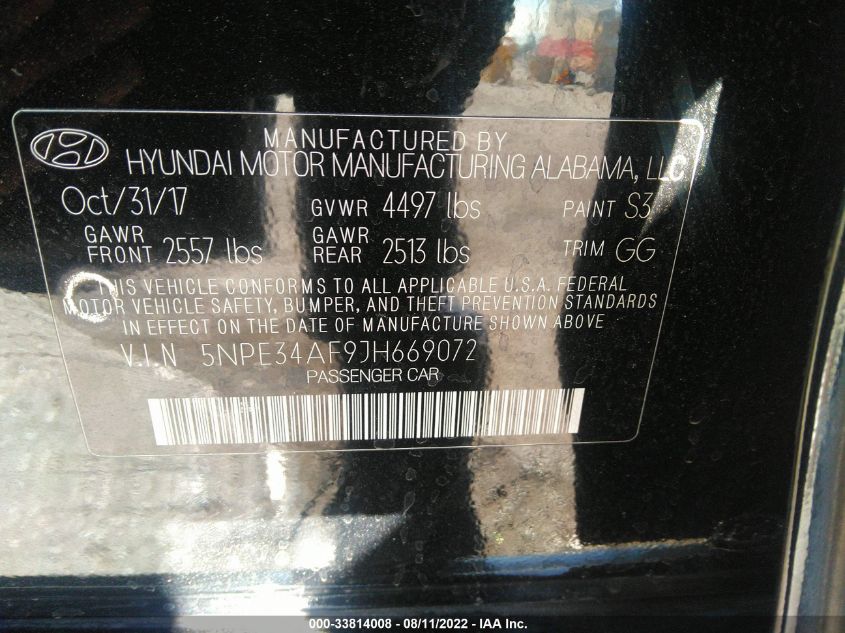 MANUFACTURED BY
HYUNDAI MOTOR MANUFACTURING ALABAMA, LLC
Oct/31/17 GVWR 4497 lbs PAINT S3
GAWR FRONT 2557 lbs GAWR REAR 2513 lbs TRIM GG
THIS VEHICLE CONFORMS TO ALL APPLICABLE U.S.A. FEDERAL
MOTOR VEHICLE SAFETY, BUMPER, AND THEFT PREVENTION STANDARDS
IN EFFECT ON THE DATE OF MANUFACTURE SHOWN ABOVE
V.I.N 5NPE34AF9JH669072
PASSENGER CAR
000-33814008 - 08/11/2022 - IAA Inc.